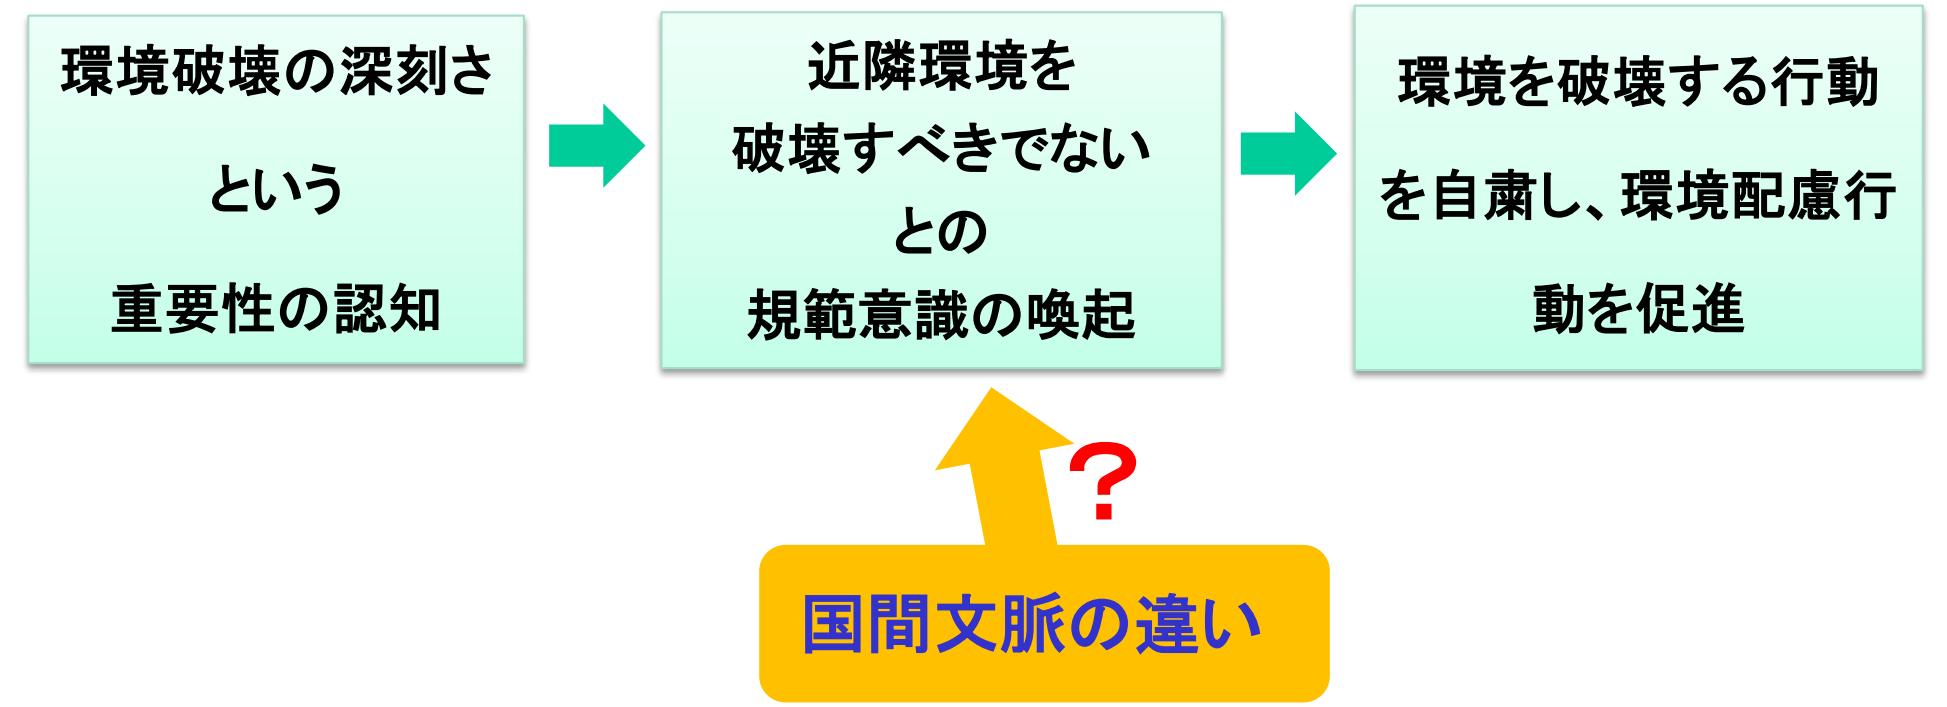 環境破壊の深刻さ
という
重要性の認知
近隣環境を
破壊すべきでない
との
規範意識の喚起
環境を破壊する行動
を自粛し、環境配慮行
動を促進
?
国間文脈の違い